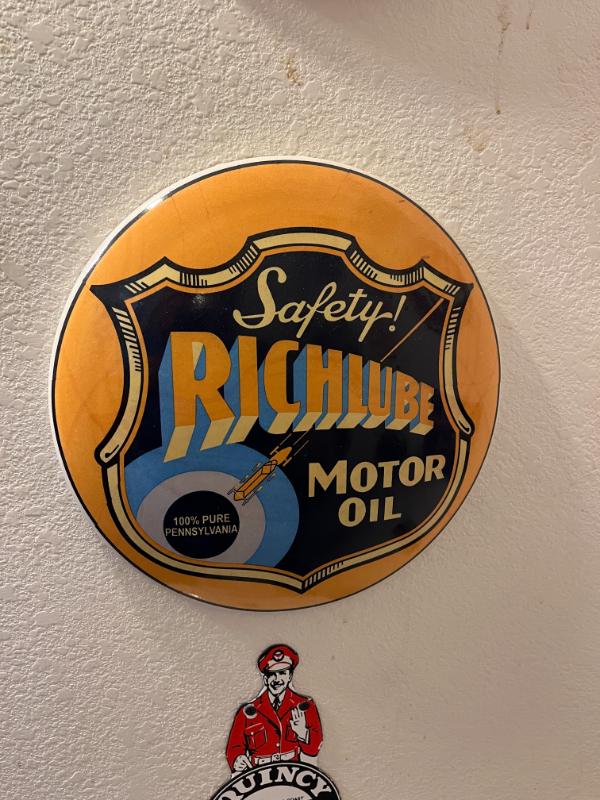 Safety!
RICHLUBE
MOTOR
OIL
100% PURE
PENNSYLVANIA
QUINCY